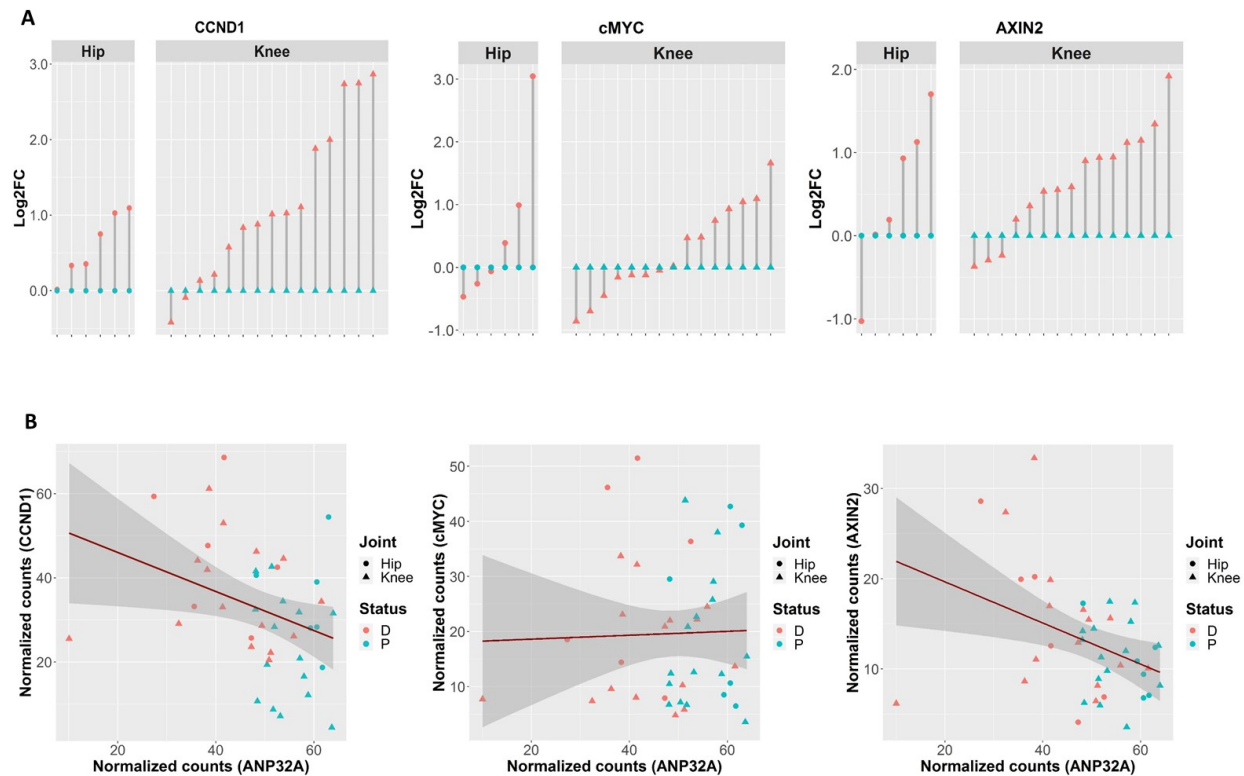 A
CCND1
cMYC
AXIN2
Hip
Knee
Hip
Knee
Hip
Knee
Log2FC
3.0
2.0
1.0
0.0
Log2FC
3.0
2.0
1.0
0.0
-1.0
Log2FC
2.0
1.0
0.0
-1.0
B
Normalized counts (CCND1)
60
40
20
20
40
60
Normalized counts (ANP32A)
Joint
Hip
Knee
Status
D
P
Normalized counts (cMYC)
50
40
30
20
10
20
40
60
Normalized counts (ANP32A)
Joint
Hip
Knee
Status
D
P
Normalized counts (AXIN2)
30
20
10
20
40
60
Normalized counts (ANP32A)
Joint
Hip
Knee
Status
D
P